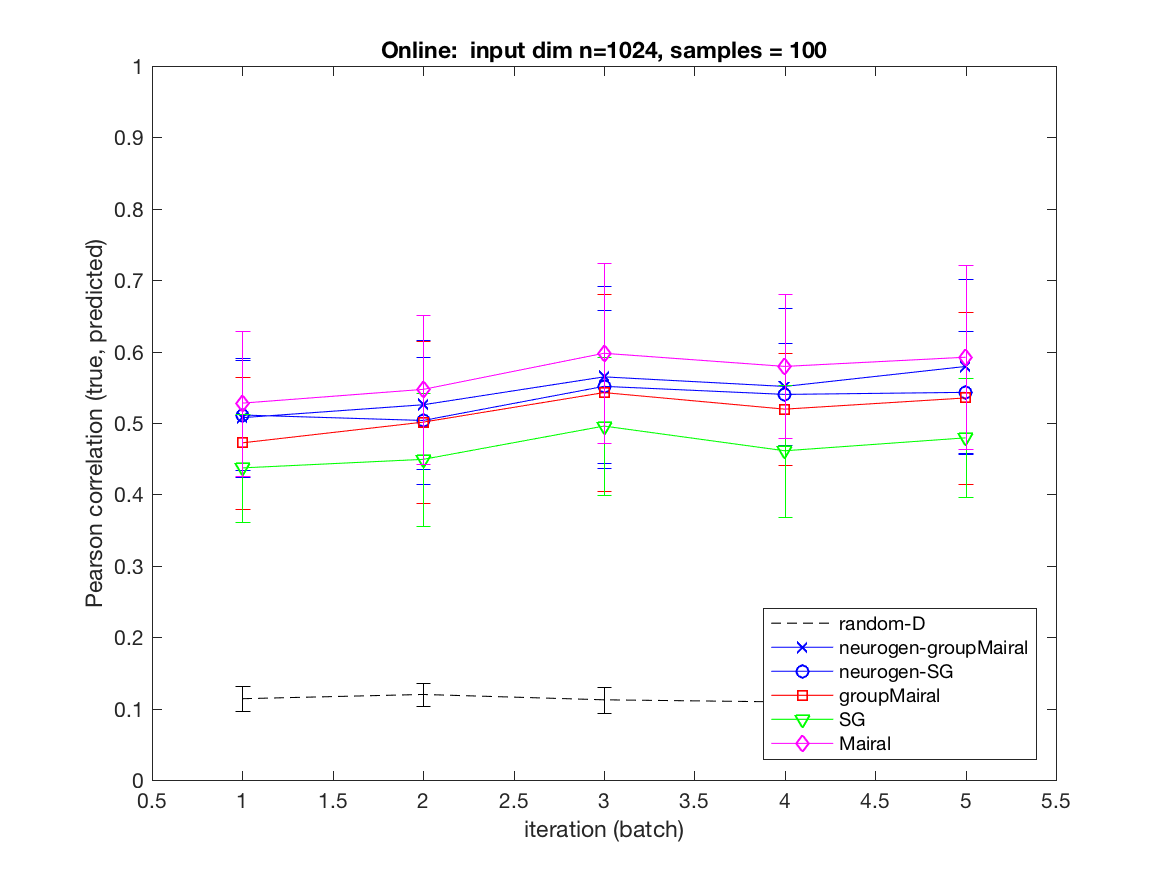 Online:  input dim n=1024, samples = 100
1
0.9
0.8
0.7
0.6
0.5
0.4
0.3
0.2
0.1
0
Pearson correlation (true, predicted)
random-D
neurogen-groupMairal
neurogen-SG
groupMairal
SG
Mairal
0.5 1 1.5 2 2.5 3 3.5 4 4.5 5 5.5
iteration (batch)